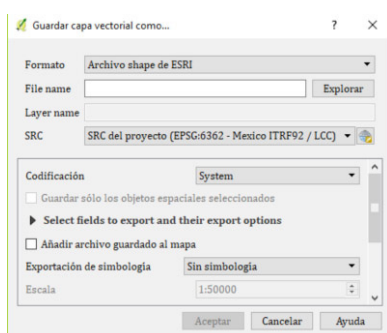 Guardar capa vectorial como... ? ×
Formato Archivo shape de ESRI
File name Explorar
Layer name
SRC SRC del proyecto (EPSG:6362 - Mexico ITRF92 / LCC)
Codificación System
Guardar sólo los objetos espaciales seleccionados
Select fields to export and their export options
Añadir archivo guardado al mapa
Exportación de simbología Sin simbología
Escala 1:50000
Aceptar Cancelar Ayuda